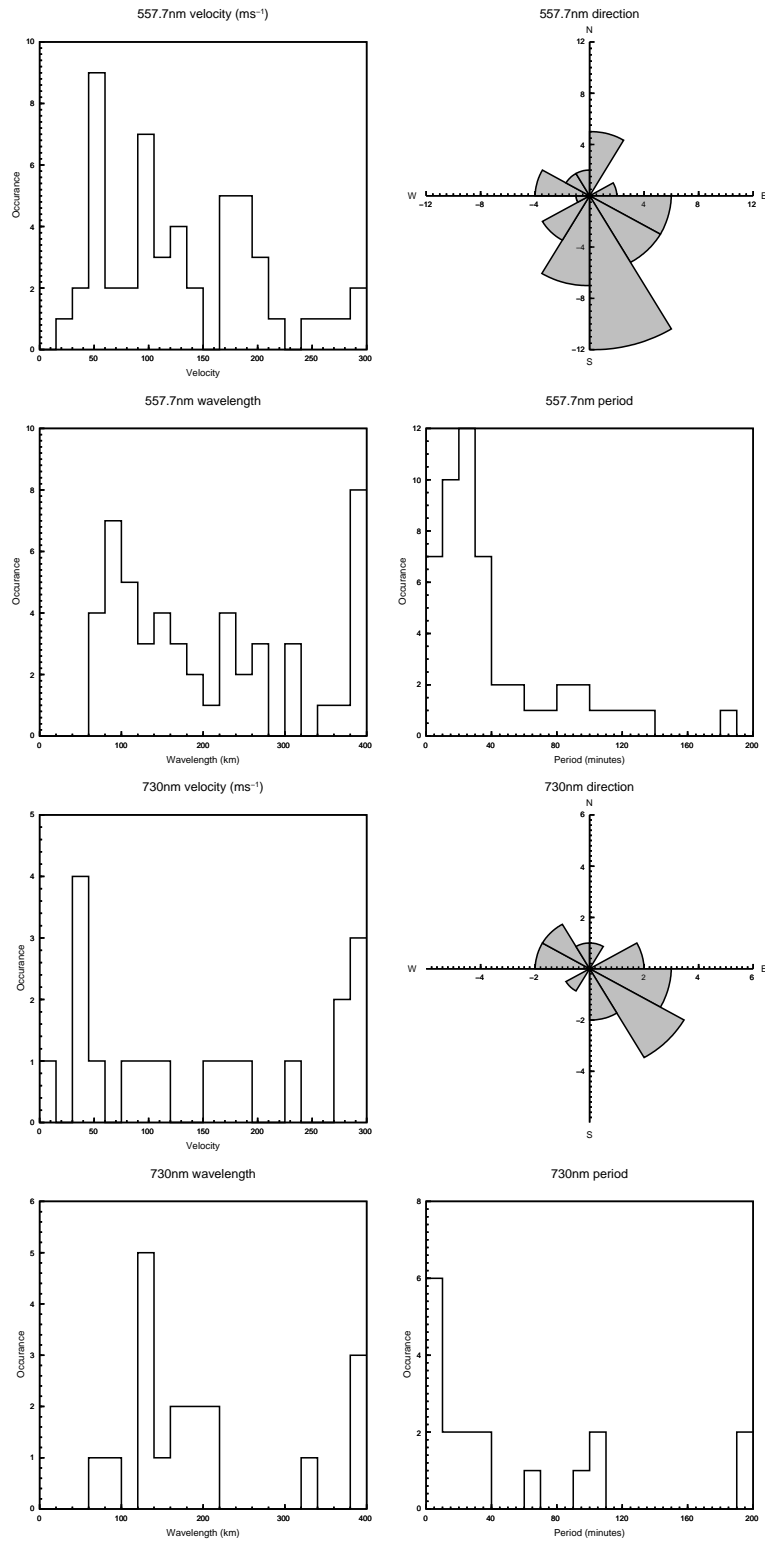 557.7nm velocity (ms⁻¹)
10
8
6
4
2
0
Occurance
0 50 100 150 200 250 300
Velocity
557.7nm direction
N
12
8
4
W −12 −8 −4 4 8 12 E
−4
−8
−12
S
557.7nm wavelength
10
8
6
4
2
0
Occurance
0 100 200 300 400
Wavelength (km)
557.7nm period
12
10
8
6
4
2
0
Occurance
0 40 80 120 160 200
Period (minutes)
730nm velocity (ms⁻¹)
5
4
3
2
1
0
Occurance
0 50 100 150 200 250 300
Velocity
730nm direction
N
6
4
2
W −4 −2 2 4 6 E
−2
−4
S
730nm wavelength
6
5
4
3
2
1
0
Occurance
0 100 200 300 400
Wavelength (km)
730nm period
8
6
4
2
0
Occurance
0 40 80 120 160 200
Period (minutes)